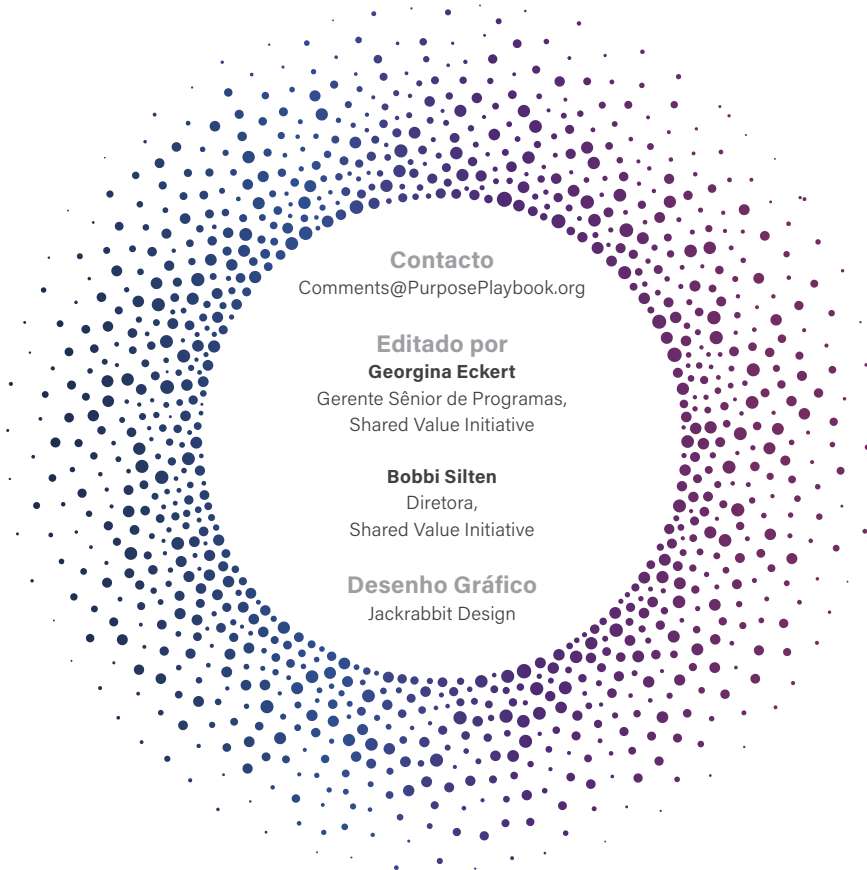 Contacto
Comments@PurposePlaybook.org
Editado por
Georgina Eckert
Gerente Sênior de Programas,
Shared Value Initiative
Bobbi Silten
Diretora,
Shared Value Initiative
Desenho Gráfico
Jackrabbit Design